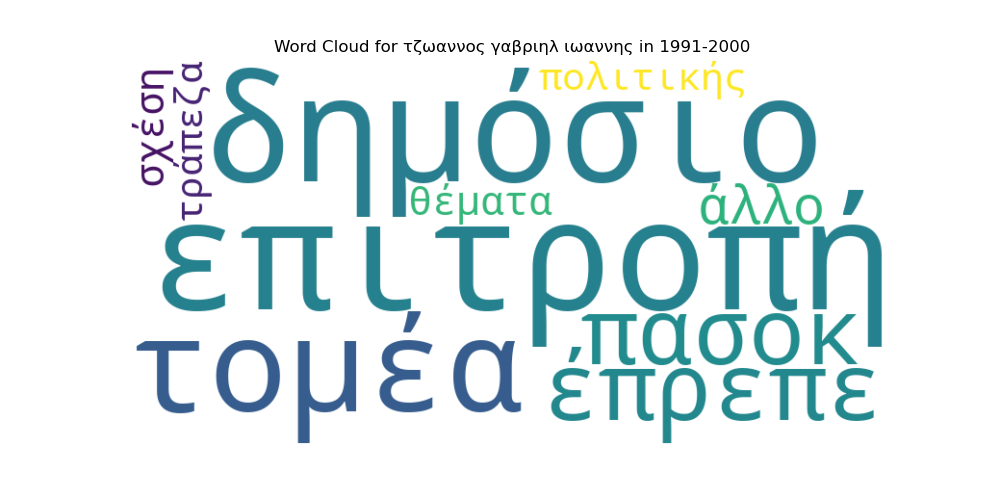 Word Cloud for τζωαννος γαβριηλ ιωαννης in 1991-2000
σχέση
τράπεζα
δημόσιο
πολιτικής
θέματα
άλλο
επιτροπή
τομέα
πασοκ
έπρεπε